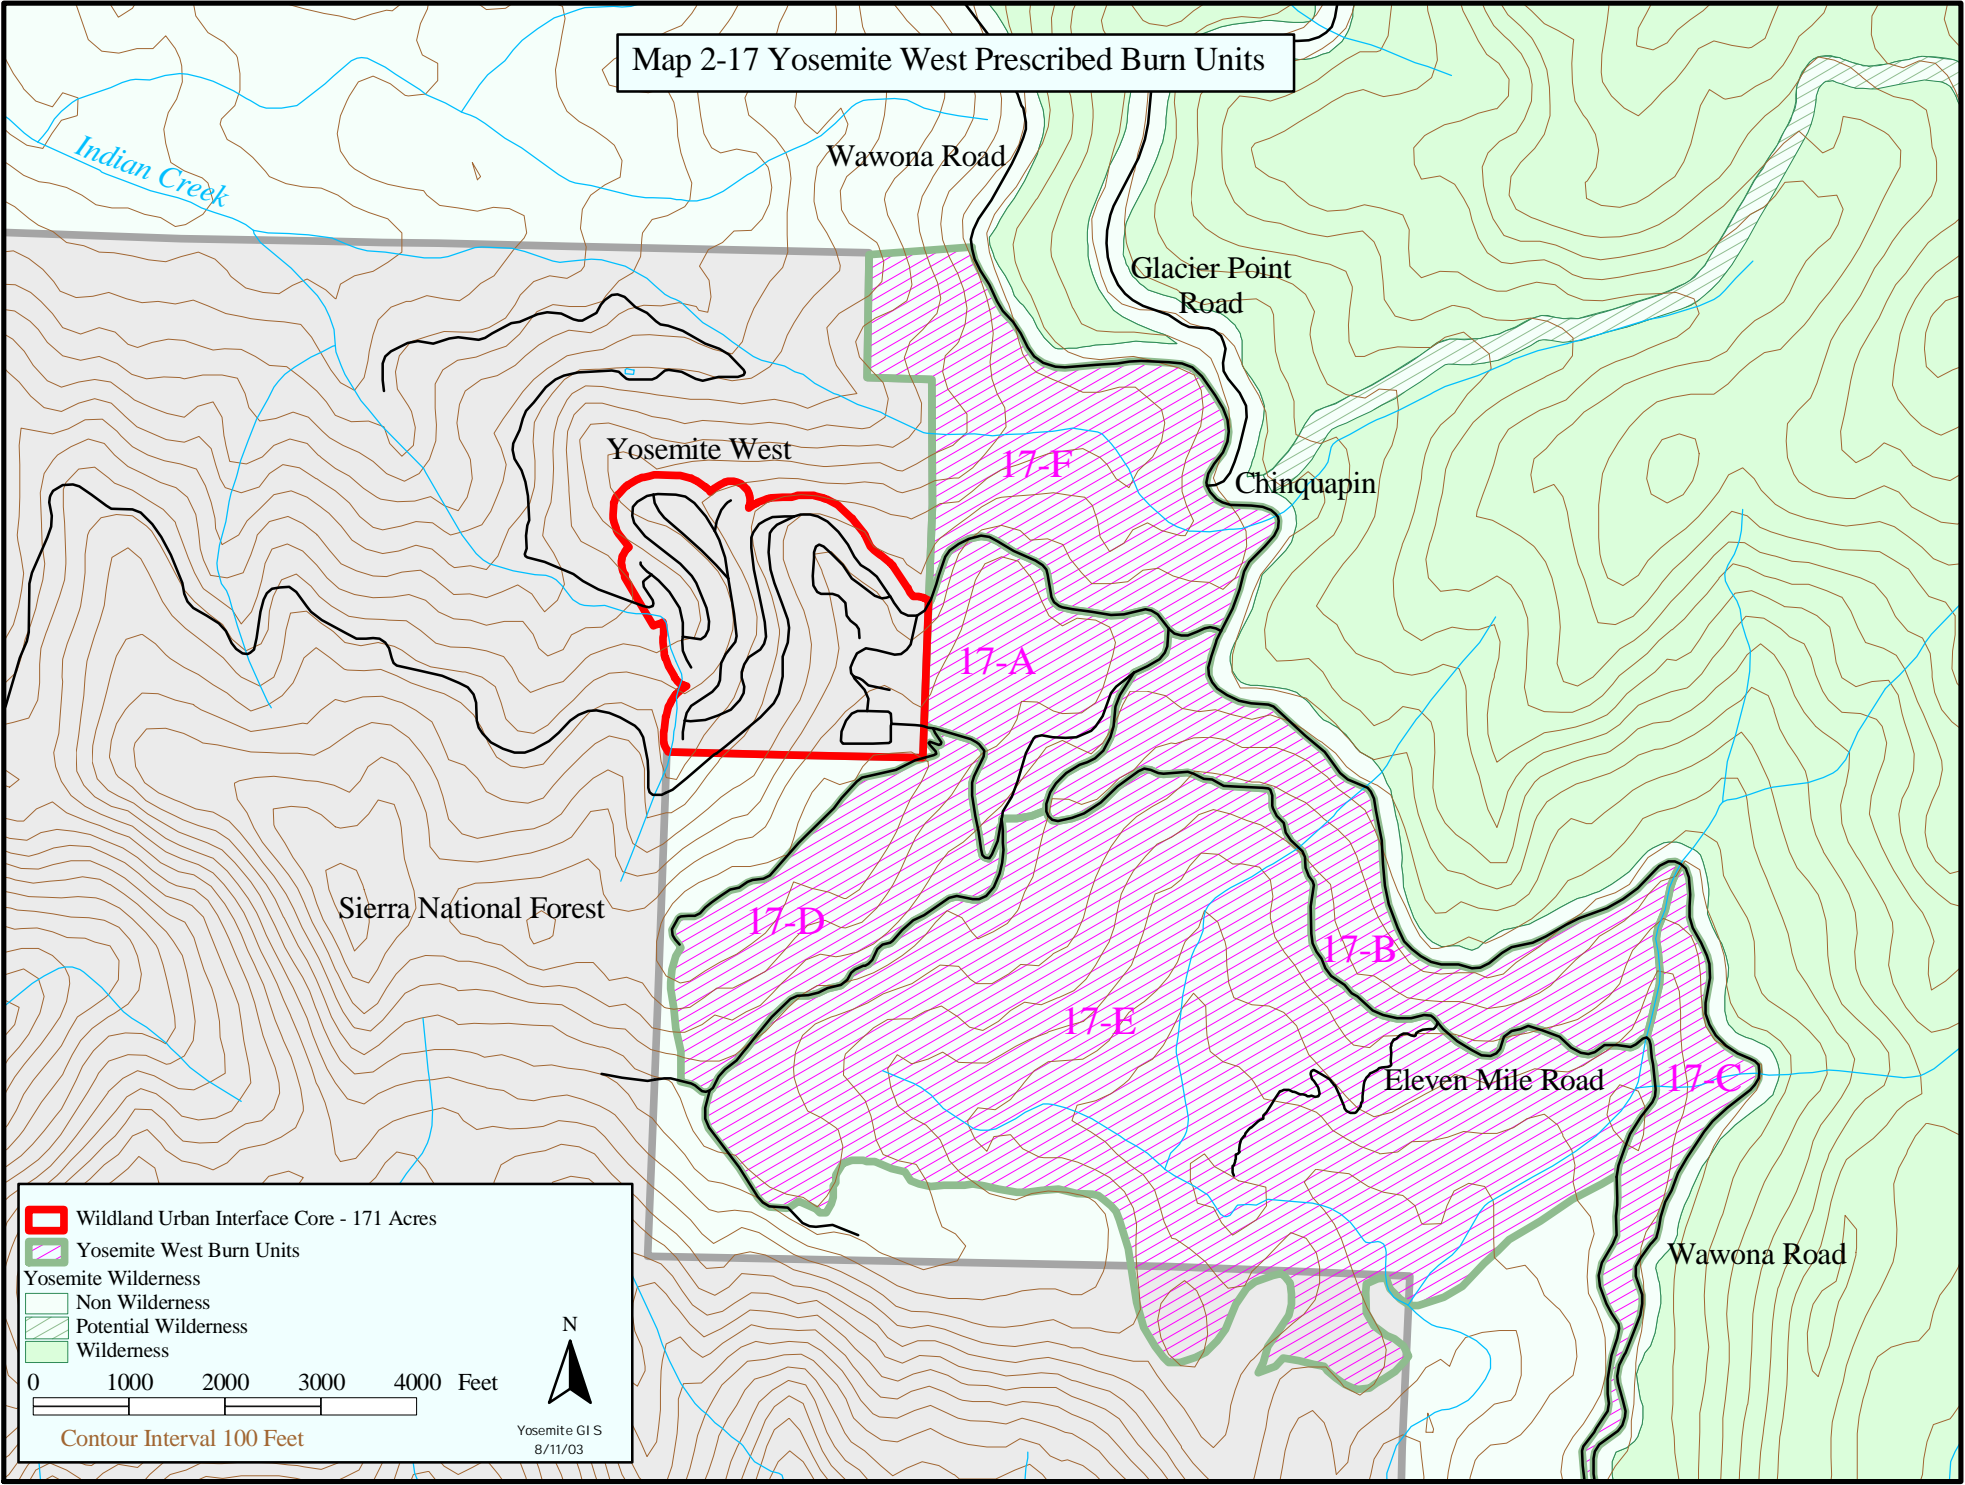 Map 2-17 Yosemite West Prescribed Burn Units
Indian Creek
Wawona Road
Glacier Point
Road
Yosemite West
17-F
Chinquapin
17-A
Sierra National Forest
17-D
17-B
17-E
Eleven Mile Road
17-C
Wawona Road
Wildland Urban Interface Core - 171 Acres
Yosemite West Burn Units
Yosemite Wilderness
Non Wilderness
Potential Wilderness
Wilderness
0 1000 2000 3000 4000 Feet
Contour Interval 100 Feet
N
Yosemite GIS
8/11/03